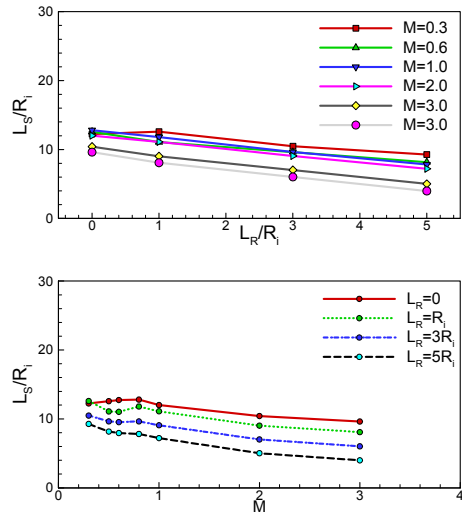 30
20
10
0
L_S/R_i
M=0.3
M=0.6
M=1.0
M=2.0
M=3.0
M=3.0
0 1 2 3 4 5
L_R/R_i
30
20
10
0
L_S/R_i
L_R=0
L_R=R_i
L_R=3R_i
L_R=5R_i
0 1 2 3 4
M